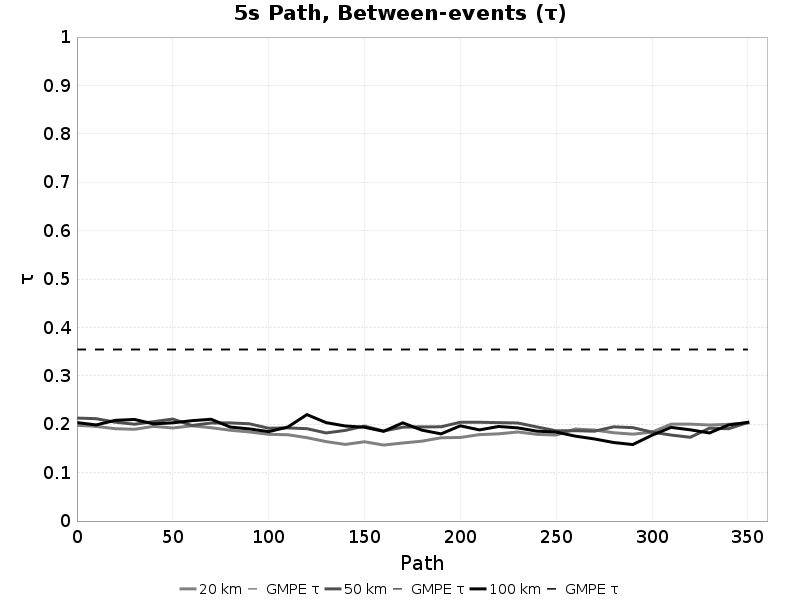 5s Path, Between-events (τ)
1
0.9
0.8
0.7
0.6
0.5
0.4
0.3
0.2
0.1
0
τ
0 50 100 150 200 250 300 350
Path
20 km GMPE τ 50 km GMPE τ 100 km GMPE τ